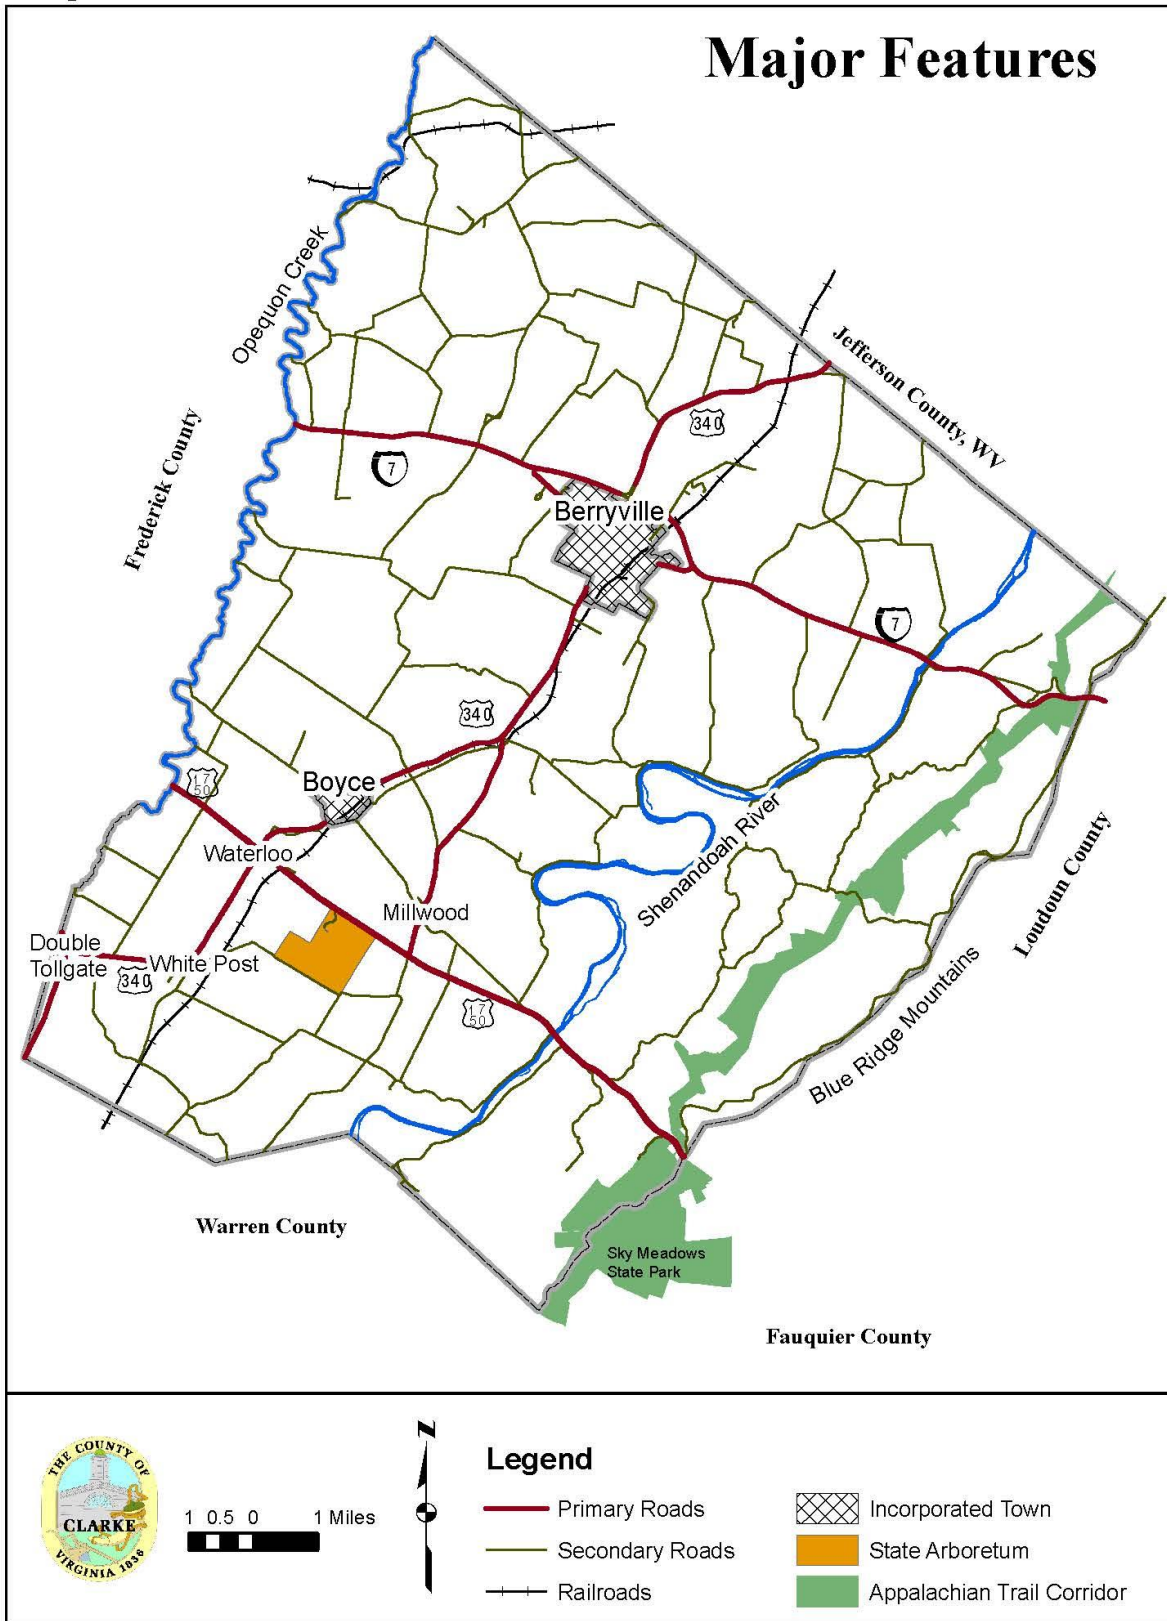 Major Features
Opequon Creek
Jefferson County, WV
340
Frederick County
7
Berryville
7
340
17
50
Boyce
Waterloo
Shenandoah River
Loudoun County
Millwood
Double
Tollgate
340
White Post
17
50
Blue Ridge Mountains
Warren County
Sky Meadows
State Park
Fauquier County
THE COUNTY OF
CLARKE
VIRGINIA 1836
1 0.5 0 1 Miles
N
Legend
Primary Roads
Secondary Roads
Railroads
Incorporated Town
State Arboretum
Appalachian Trail Corridor